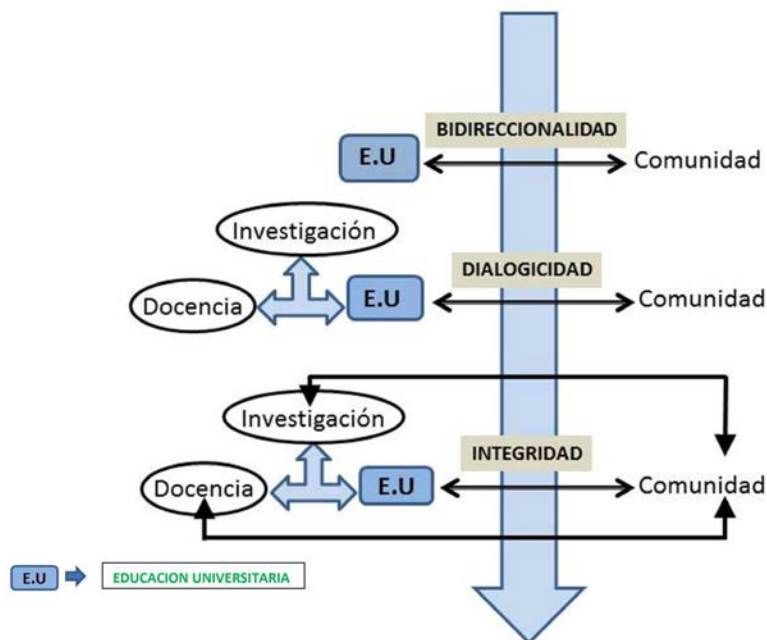 BIDIRECCIONALIDAD
E.U
Comunidad
Investigación
DIALOGICIDAD
Docencia
E.U
Comunidad
Investigación
INTEGRIDAD
Docencia
E.U
Comunidad
E.U
EDUCACION UNIVERSITARIA